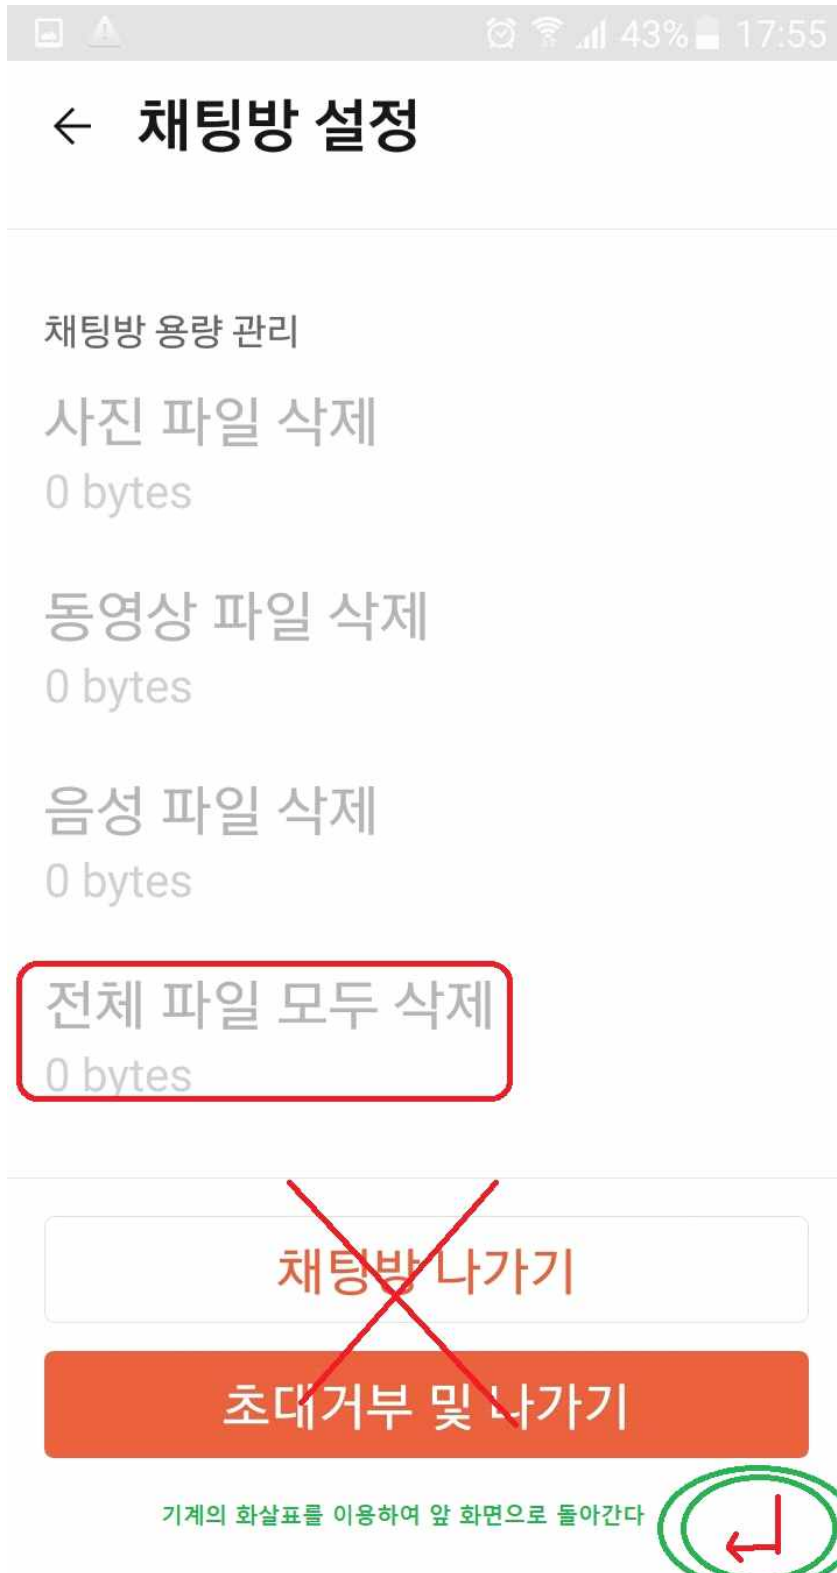 43% 17:55
← 채팅방 설정
채팅방 용량 관리
사진 파일 삭제
0 bytes
동영상 파일 삭제
0 bytes
음성 파일 삭제
0 bytes
전체 파일 모두 삭제
0 bytes
채팅방 나가기
초대거부 및 나가기
기계의 화살표를 이용하여 앞 화면으로 돌아간다